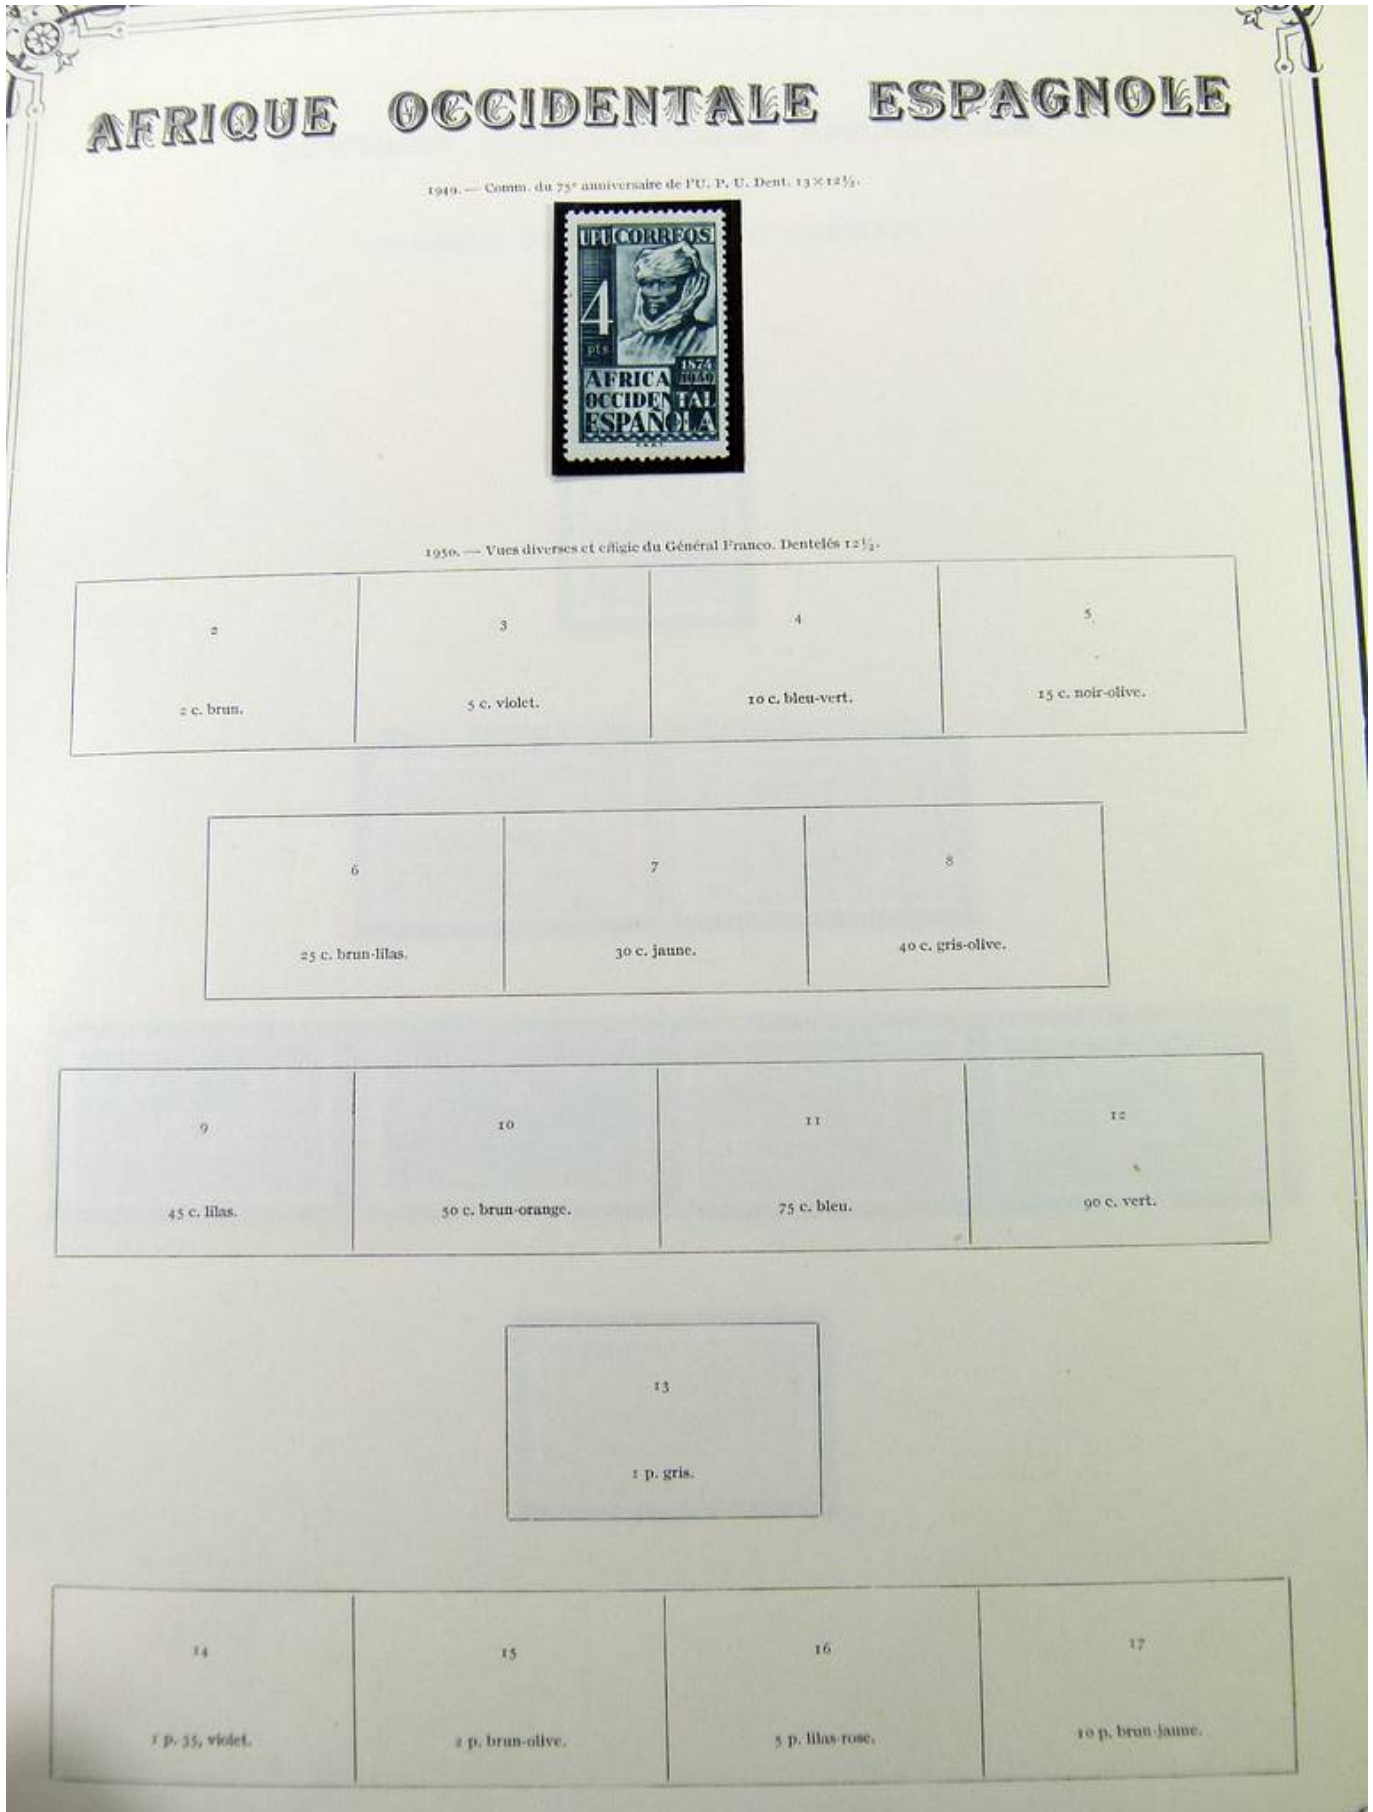 AFRIQUE OCCIDENTALE ESPAGNOLE
1949. — Comm. du 75e anniversaire de l'U. P. U. Dent. 13 × 12½.
UPU CORREOS
4
pts
1874
1949
AFRICA
OCCIDENTAL
ESPAÑOLA
1950. — Vues diverses et effigie du Général Franco. Dentelés 12½.
2 3 4 5
2 c. brun. 5 c. violet. 10 c. bleu-vert. 15 c. noir-olive.
6 7 8
25 c. brun-lilas. 30 c. jaune. 40 c. gris-olive.
9 10 11 12
45 c. lilas. 50 c. brun-orange. 75 c. bleu. 90 c. vert.
13
1 p. gris.
14 15 16 17
1 p. 35, violet. 2 p. brun-olive. 5 p. lilas-rose. 10 p. brun-jaune.